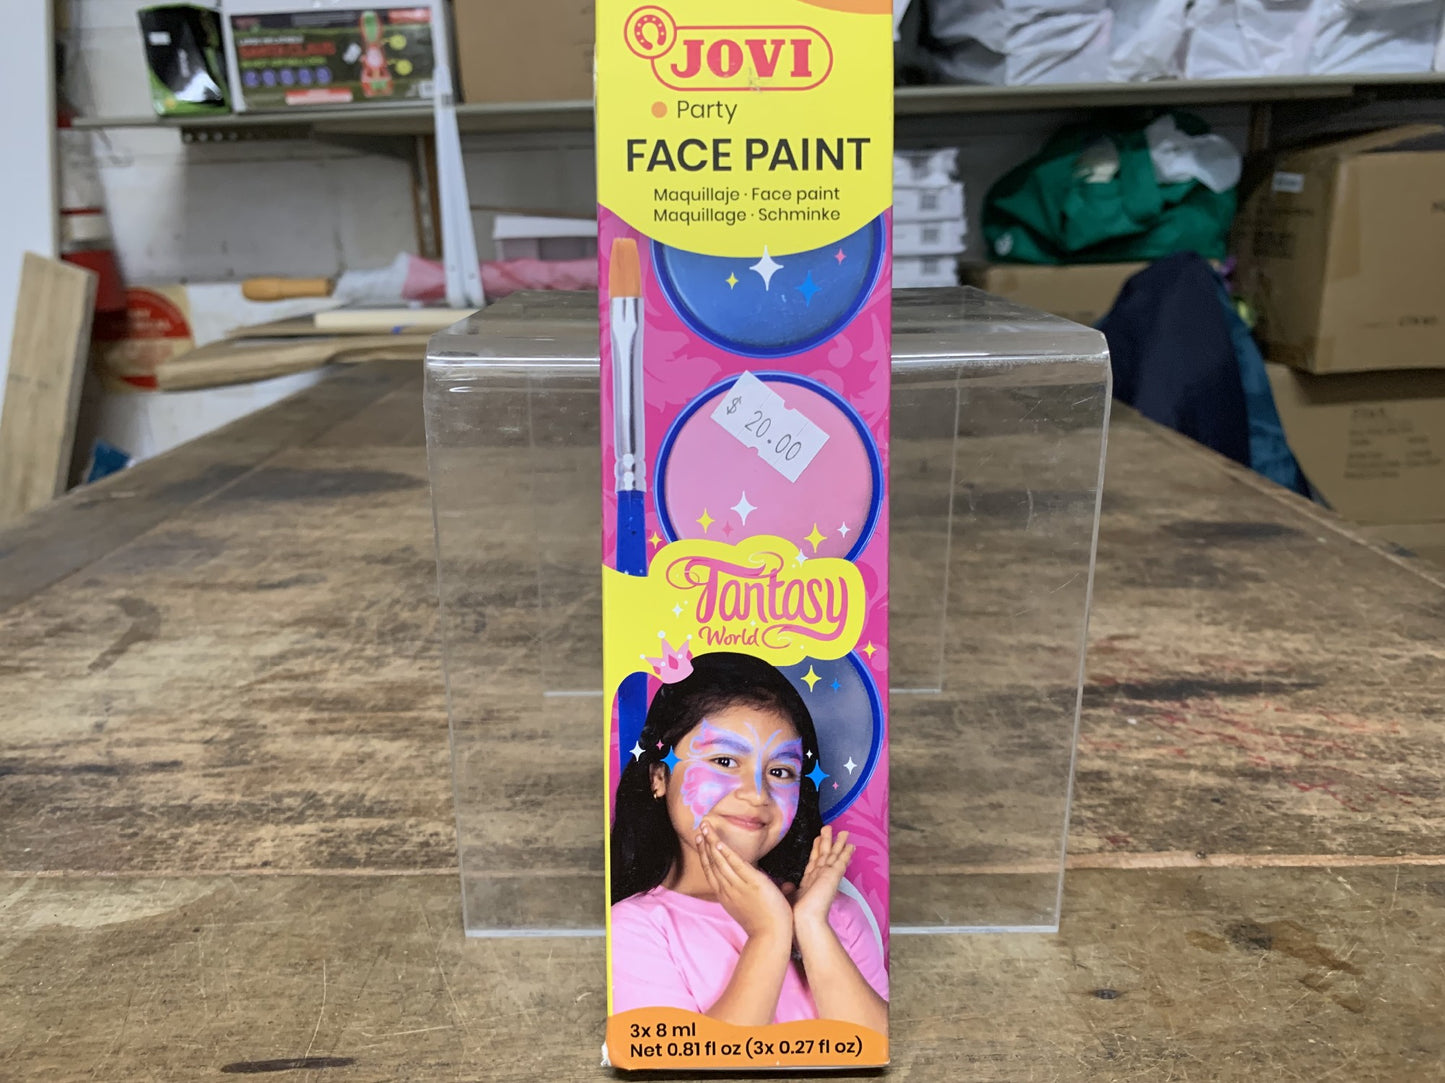 JOVI
Party
FACE PAINT
Maquillaje · Face paint
Maquillage · Schminke
$ 20.00
Fantasy
World
3x 8 ml
Net 0.81 fl oz (3x 0.27 fl oz)